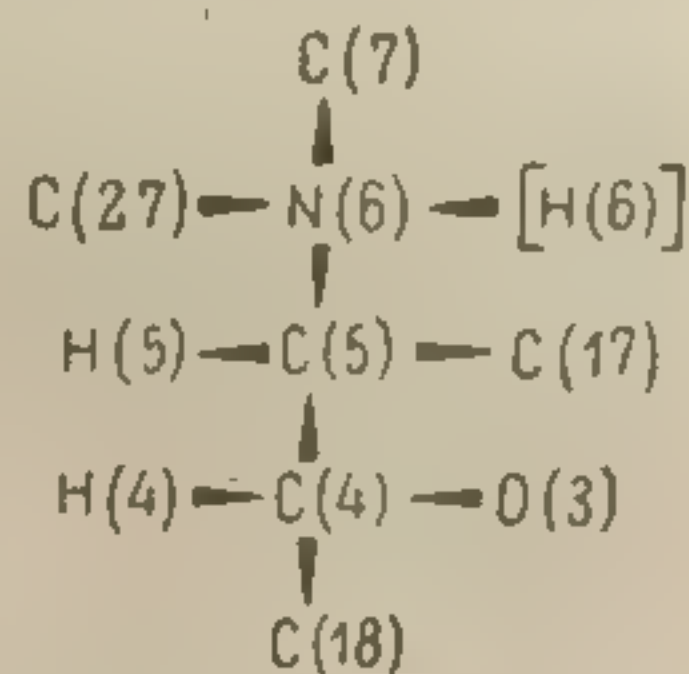 C(7)
C(27) N(6) [H(6)]
H(5) C(5) C(17)
H(4) C(4) O(3)
C(18)